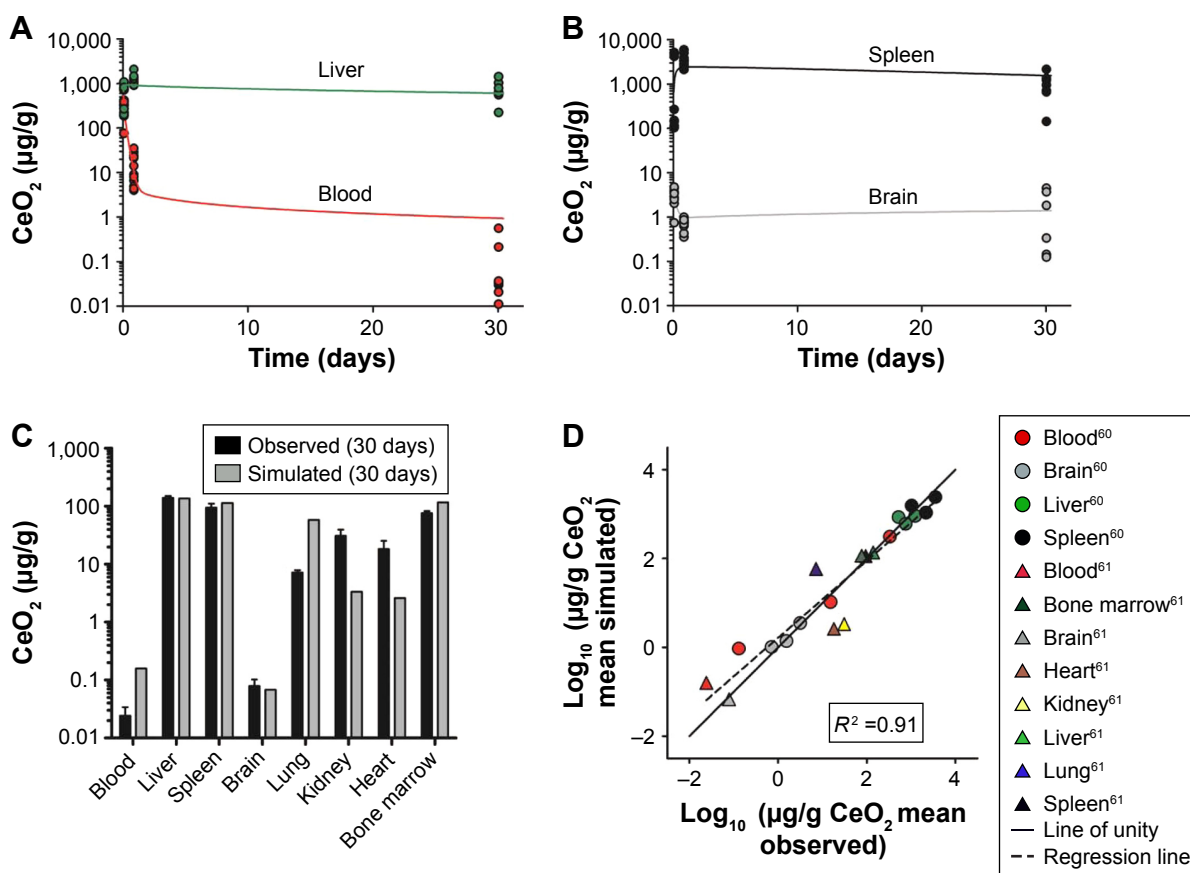 A
10,000
1,000
100
10
1
0.1
0.01
CeO₂ (µg/g)
Liver
Blood
0
10
20
30
Time (days)
B
10,000
1,000
100
10
1
0.1
0.01
CeO₂ (µg/g)
Spleen
Brain
0
10
20
30
Time (days)
C
1,000
100
10
1
0.1
0.01
CeO₂ (µg/g)
Observed (30 days)
Simulated (30 days)
Blood
Liver
Spleen
Brain
Lung
Kidney
Heart
Bone marrow
D
4
2
0
–2
Log₁₀ (µg/g CeO₂
mean simulated)
R² =0.91
–2
0
2
4
Log₁₀ (µg/g CeO₂ mean
observed)
Blood⁶⁰
Brain⁶⁰
Liver⁶⁰
Spleen⁶⁰
Blood⁶¹
Bone marrow⁶¹
Brain⁶¹
Heart⁶¹
Kidney⁶¹
Liver⁶¹
Lung⁶¹
Spleen⁶¹
Line of unity
Regression line